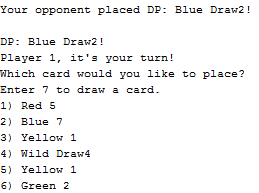 Your opponent placed DP: Blue Draw2!
DP: Blue Draw2!
Player 1, it's your turn!
Which card would you like to place?
Enter 7 to draw a card.
1) Red 5
2) Blue 7
3) Yellow 1
4) Wild Draw4
5) Yellow 1
6) Green 2